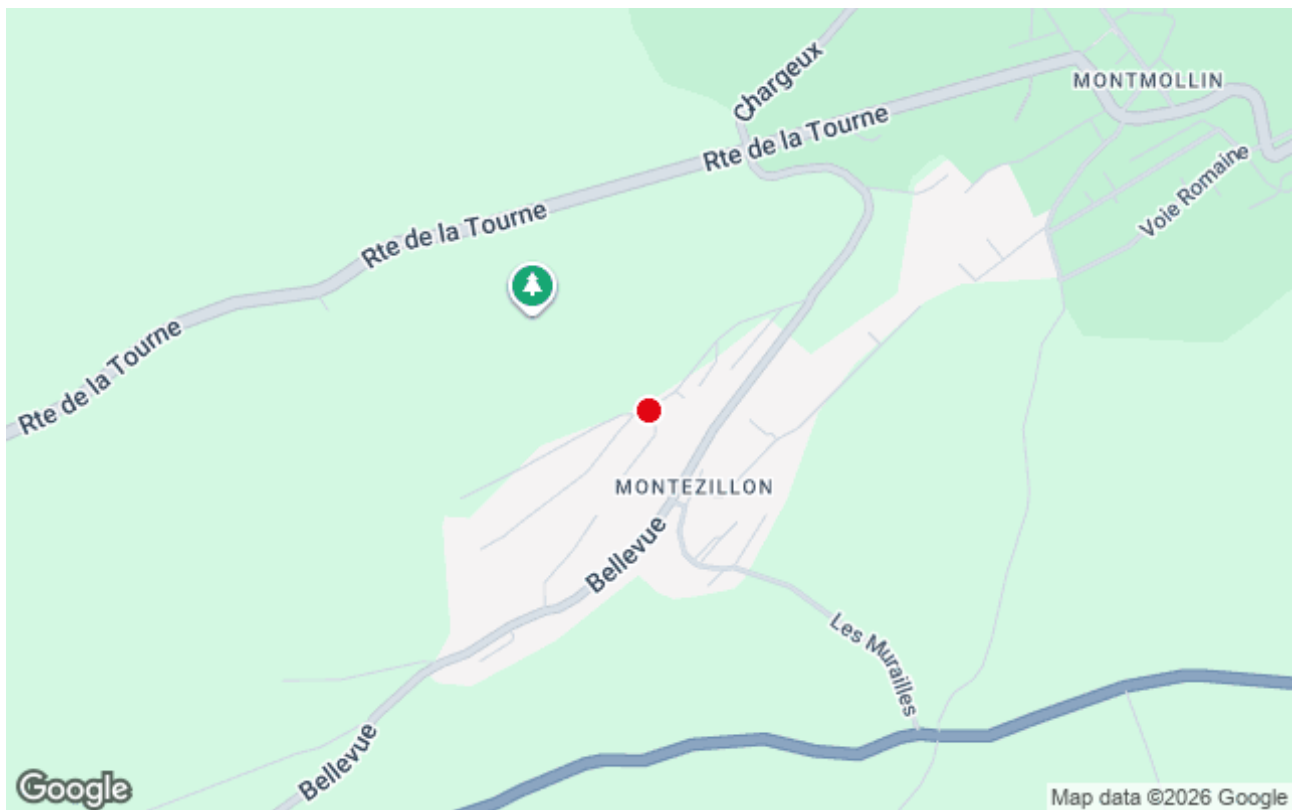 Chargeux
MONTMOLLIN
Rte de la Tourne
Voie Romaine
Rte de la Tourne
Rte de la Tourne
MONTEZILLON
Bellevue
Les Murailles
Bellevue
Google
Map data ©2026 Google